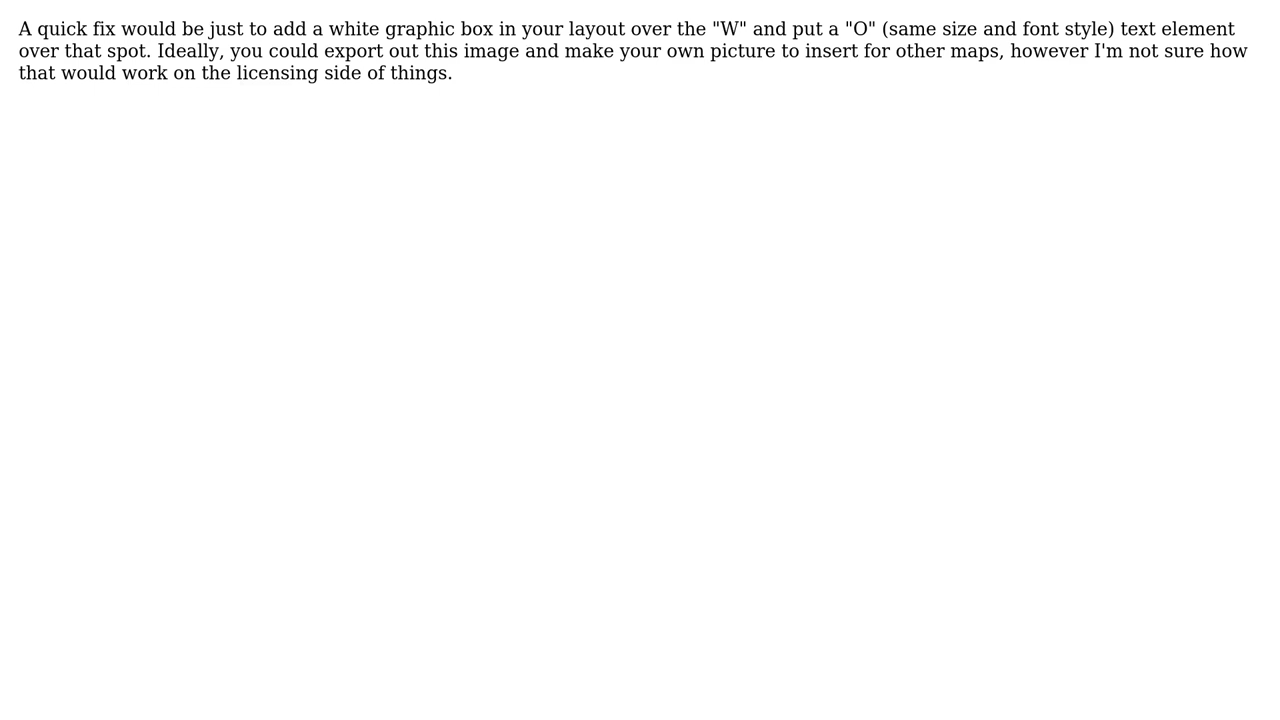 A quick fix would be just to add a white graphic box in your layout over the "W" and put a "O" (same size and font style) text element
over that spot. Ideally, you could export out this image and make your own picture to insert for other maps, however I'm not sure how
that would work on the licensing side of things.